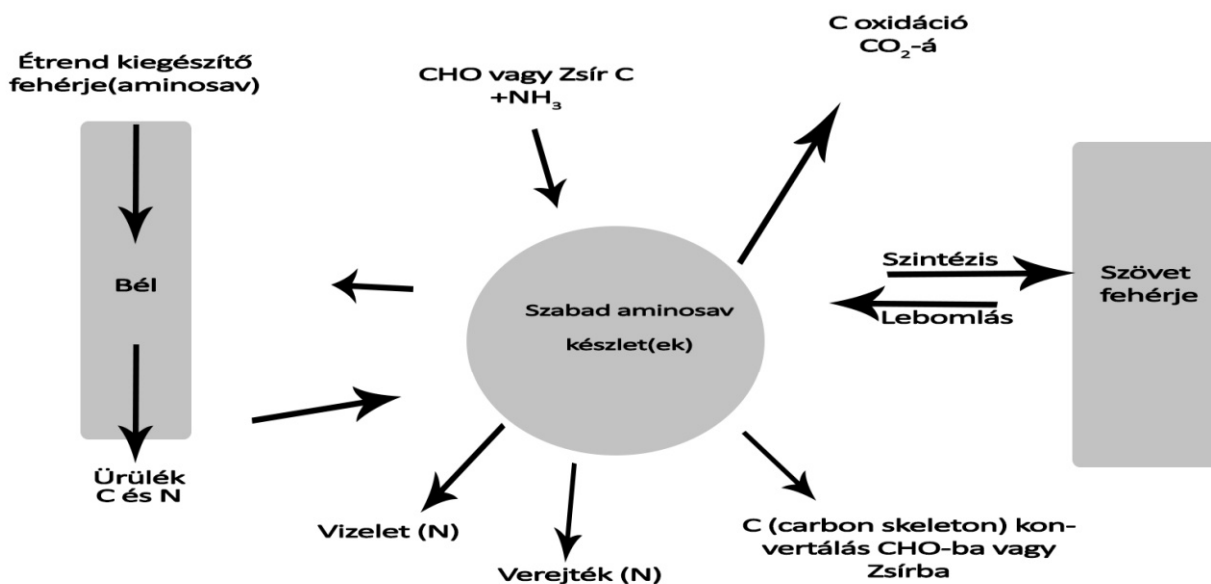 Étrend kiegészítő
fehérje(aminosav)
CHO vagy Zsír C
+NH₃
C oxidáció
CO₂-á
Bél
Szabad aminosav
készlet(ek)
Szintézis
Lebomlás
Szövet
fehérje
Ürülék
C és N
Vizelet (N)
Verejték (N)
C (carbon skeleton) kon-
vertálás CHO-ba vagy
Zsírba